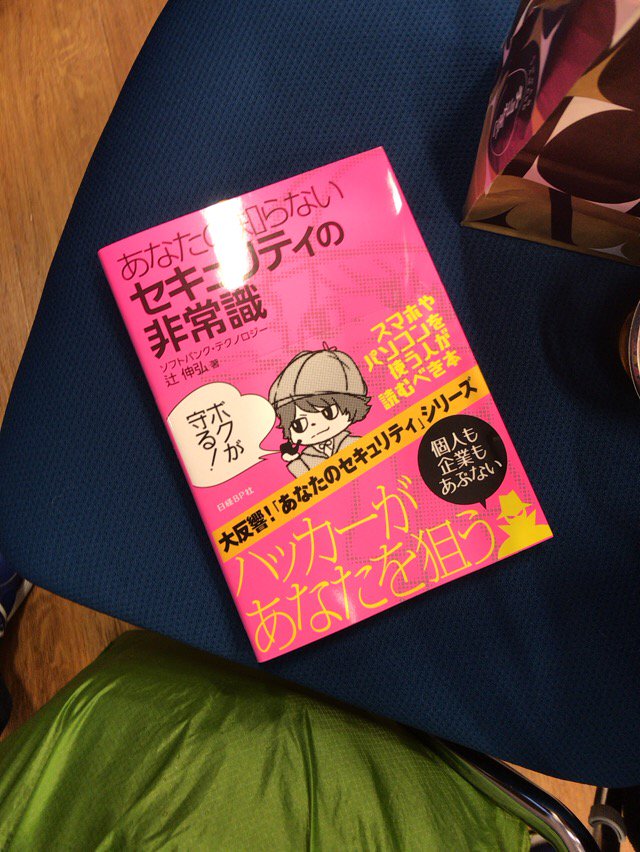 あなたの知らない
セキュリティの
非常識
ソフトバンク・テクノロジー
辻 伸弘 著
スマホや
パソコンを
使う人が
読むべき本
ボクが
守る!
日経BP社
大反響!「あなたのセキュリティ」シリーズ
個人も
企業も
あぶない
ハッカーが
あなたを狙う